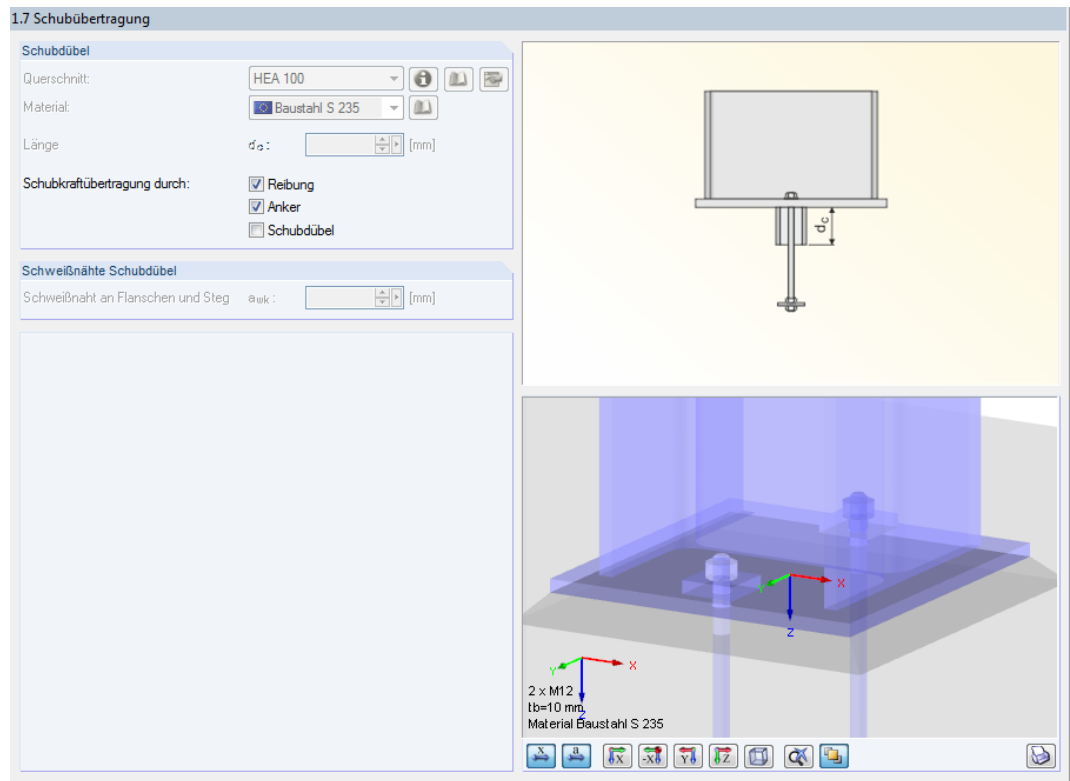 1.7 Schubübertragung
Schubdübel
Querschnitt: HEA 100
Material: Baustahl S 235
Länge dc: [mm]
Schubkraftübertragung durch: Reibung
Anker
Schubdübel
Schweißnähte Schubdübel
Schweißnaht an Flanschen und Steg awk: [mm]
dc
Y X
Z
Y X
Z
2 x M12
tb=10 mm
Material Baustahl S 235
x a X -X Y Z